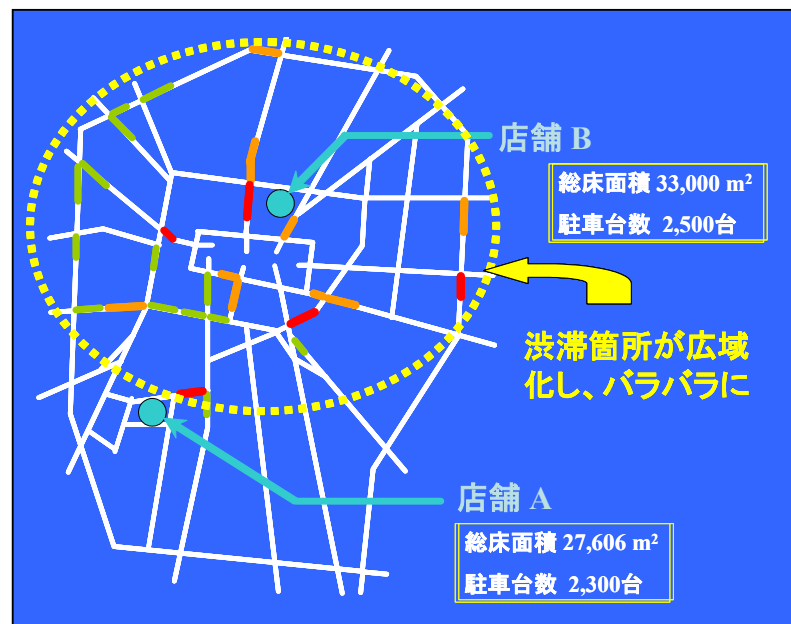 店舗 B
総床面積 33,000 m²
駐車台数 2,500台
渋滞箇所が広域
化し、バラバラに
店舗 A
総床面積 27,606 m²
駐車台数 2,300台